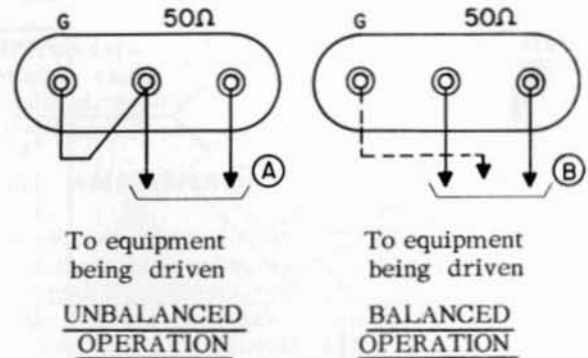 G 50Ω
A
To equipment
being driven
UNBALANCED
OPERATION
G 50Ω
B
To equipment
being driven
BALANCED
OPERATION